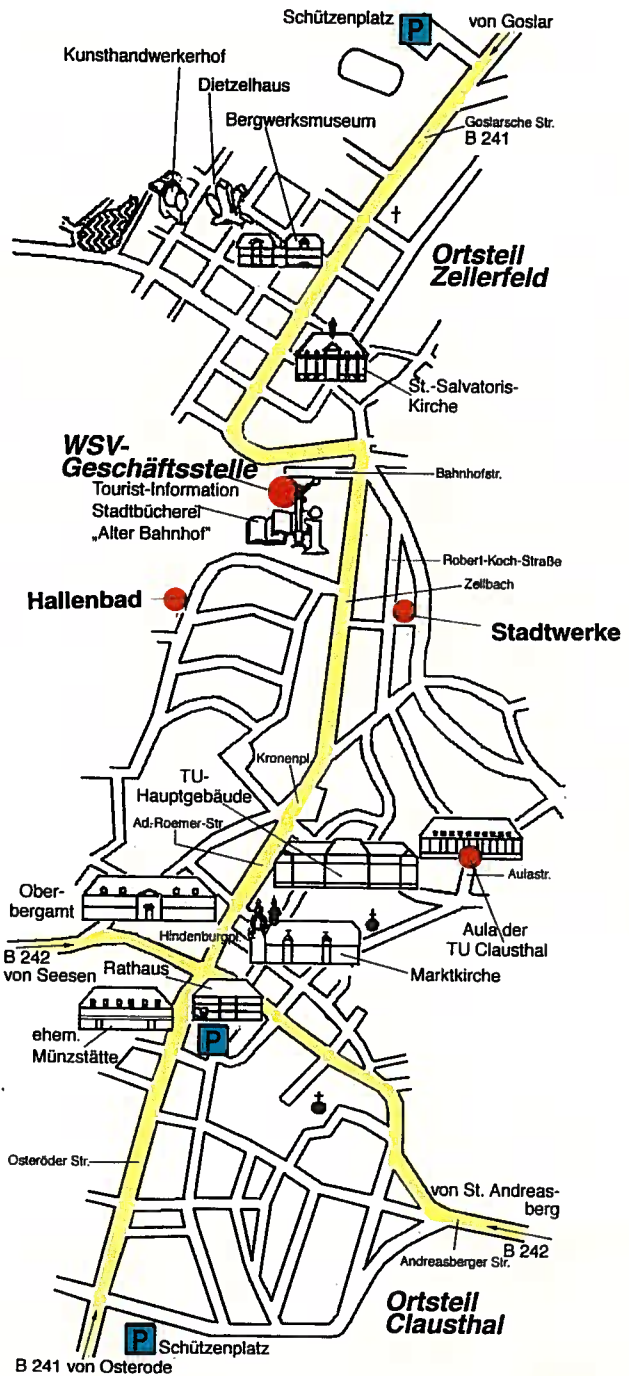 Schützenplatz
P
von Goslar
Kunsthandwerkerhof
Dietzelhaus
Bergwerksmuseum
Goslarsche Str.
B 241
Ortsteil
Zellerfeld
St.-Salvatoris-
Kirche
WSV-
Geschäftsstelle
Tourist-Information
Stadtbücherei
„Alter Bahnhof"
Bahnhofstr.
Robert-Koch-Straße
Zellbach
Hallenbad
Stadtwerke
Kronenpl.
TU-
Hauptgebäude
Ad.-Roemer-Str
Aulastr.
Ober-
bergamt
Hindenburgpl.
Aula der
TU Clausthal
B 242
von Seesen
Rathaus
Marktkirche
P
ehem.
Münzstätte
Osteröder Str.
von St. Andreas-
berg
B 242
Andreasberger Str.
Ortsteil
Clausthal
P
Schützenplatz
B 241 von Osterode